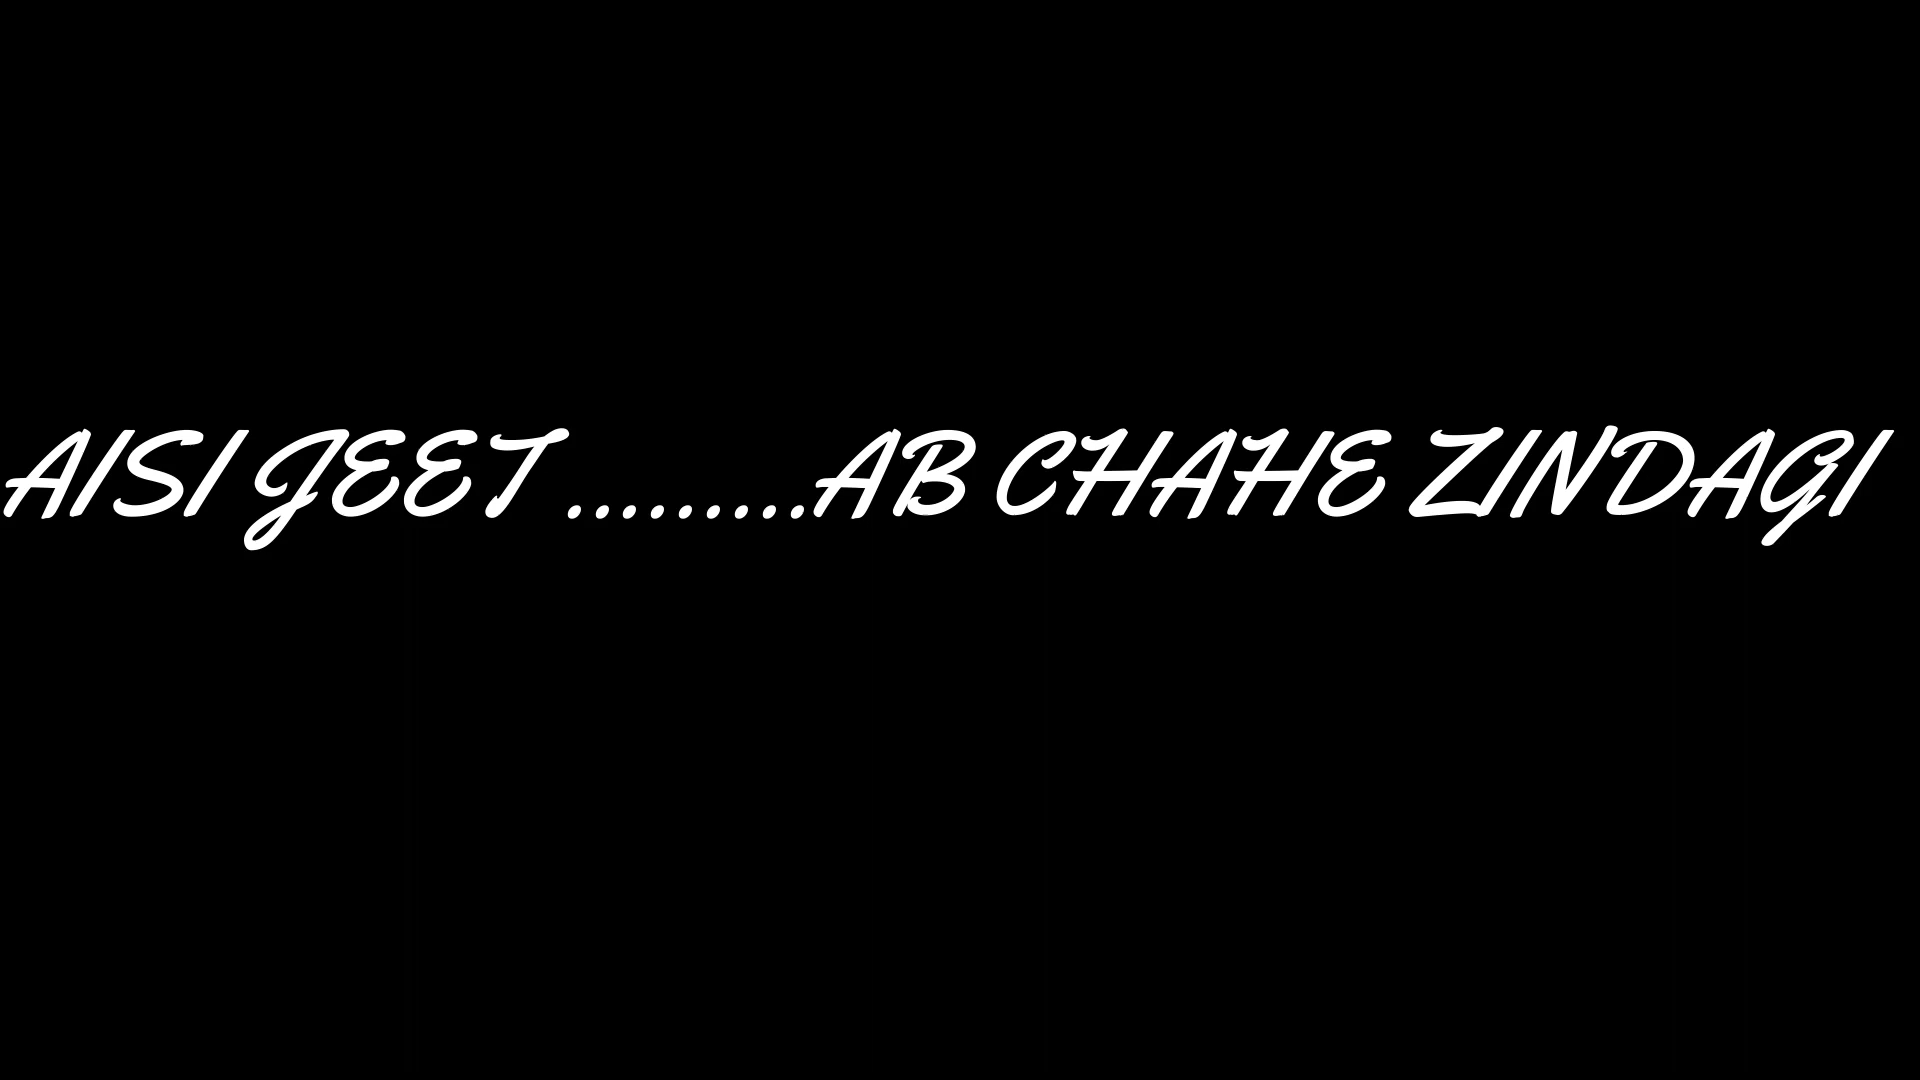 AISI JEET .........AB CHAHE ZINDAGI